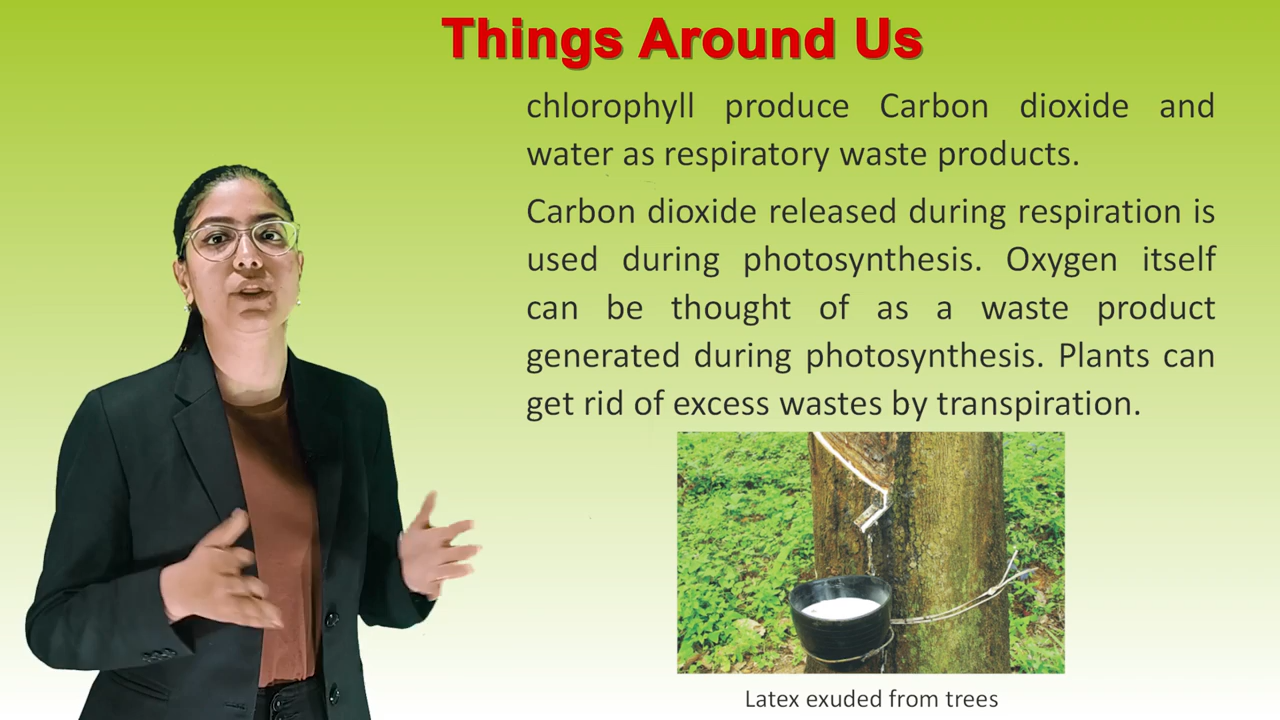 Things Around Us
chlorophyll produce Carbon dioxide and
water as respiratory waste products.
Carbon dioxide released during respiration is
used during photosynthesis. Oxygen itself
can be thought of as a waste product
generated during photosynthesis. Plants can
get rid of excess wastes by transpiration.
Latex exuded from trees